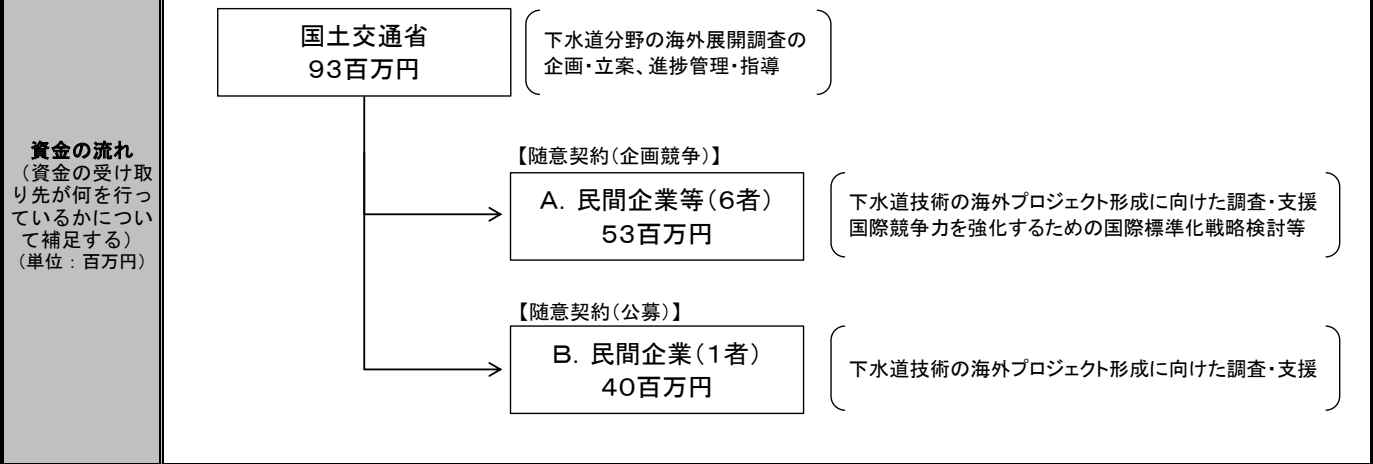 資金の流れ
（資金の受け取
り先が何を行っ
ているかについ
て補足する）
（単位：百万円）
国土交通省
９３百万円
下水道分野の海外展開調査の
企画・立案、進捗管理・指導
【随意契約（企画競争）】
Ａ．民間企業等（６者）
５３百万円
下水道技術の海外プロジェクト形成に向けた調査・支援
国際競争力を強化するための国際標準化戦略検討等
【随意契約（公募）】
Ｂ．民間企業（１者）
４０百万円
下水道技術の海外プロジェクト形成に向けた調査・支援